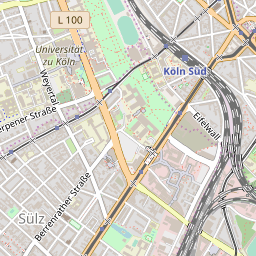 L 100
Universität
zu Köln
Köln Süd
Weyertal
erpener Straße
Eifelwall
Berrenrather Straße
Sülz